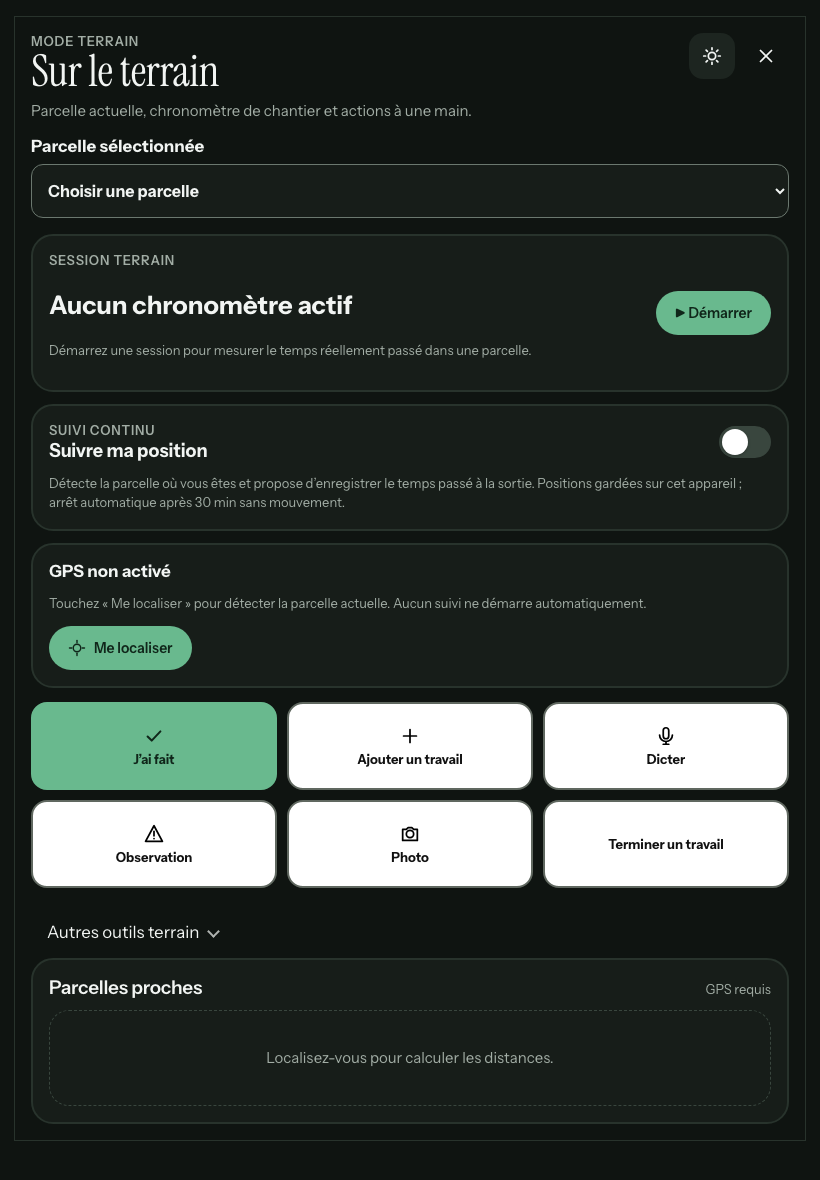 MODE TERRAIN
Sur le terrain
Parcelle actuelle, chronomètre de chantier et actions à une main.
Parcelle sélectionnée
Choisir une parcelle
SESSION TERRAIN
Aucun chronomètre actif
Démarrer
Démarrez une session pour mesurer le temps réellement passé dans une parcelle.
SUIVI CONTINU
Suivre ma position
Détecte la parcelle où vous êtes et propose d’enregistrer le temps passé à la sortie. Positions gardées sur cet appareil ;
arrêt automatique après 30 min sans mouvement.
GPS non activé
Touchez « Me localiser » pour détecter la parcelle actuelle. Aucun suivi ne démarre automatiquement.
Me localiser
J’ai fait
Ajouter un travail
Dicter
Observation
Photo
Terminer un travail
Autres outils terrain
Parcelles proches
GPS requis
Localisez-vous pour calculer les distances.